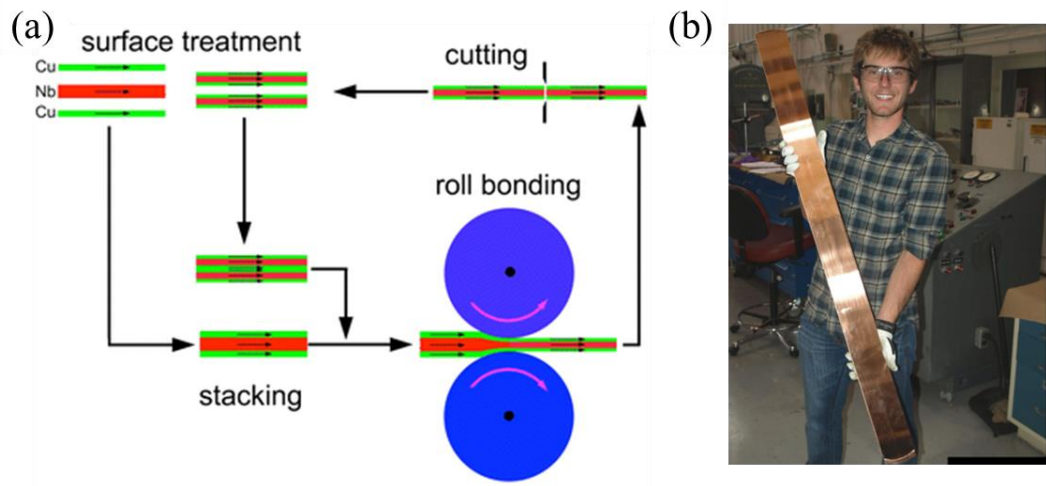 (a)
surface treatment
Cu
Nb
Cu
cutting
roll bonding
stacking
(b)